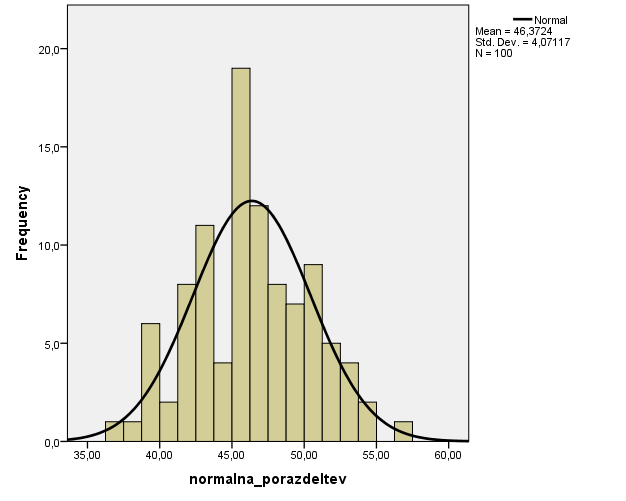 Normal
Mean = 46,3724
Std. Dev. = 4,07117
N = 100
20,0
15,0
10,0
5,0
0,0
Frequency
35,00 40,00 45,00 50,00 55,00 60,00
normalna_porazdeltev